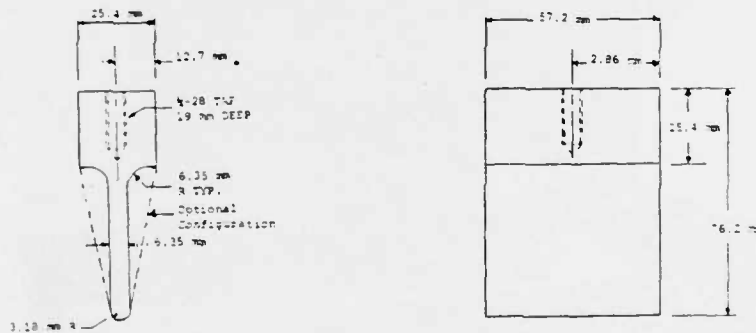 25.4 mm
12.7 mm
¼-28 TAP
19 mm DEEP
6.35 mm
R TYP.
Optional
Configuration
6.35 mm
3.18 mm R
57.2 mm
2.86 mm
25.4 mm
76.2 m